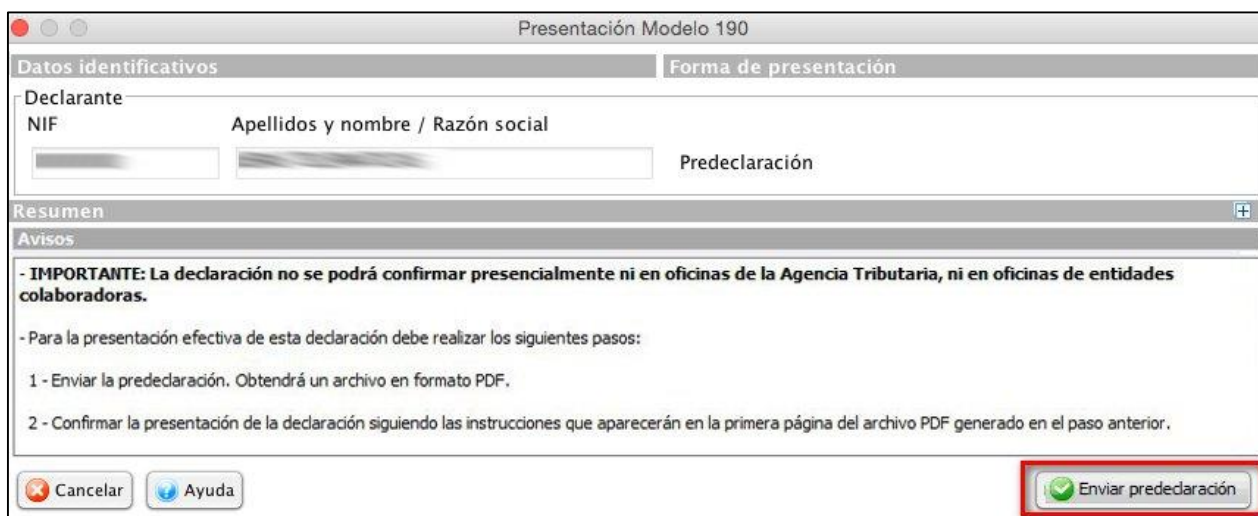 Presentación Modelo 190
Datos identificativos Forma de presentación
Declarante
NIF Apellidos y nombre / Razón social
Predeclaración
Resumen
Avisos
- IMPORTANTE: La declaración no se podrá confirmar presencialmente ni en oficinas de la Agencia Tributaria, ni en oficinas de entidades
colaboradoras.
- Para la presentación efectiva de esta declaración debe realizar los siguientes pasos:
1 - Enviar la predeclaración. Obtendrá un archivo en formato PDF.
2 - Confirmar la presentación de la declaración siguiendo las instrucciones que aparecerán en la primera página del archivo PDF generado en el paso anterior.
Cancelar Ayuda Enviar predeclaración